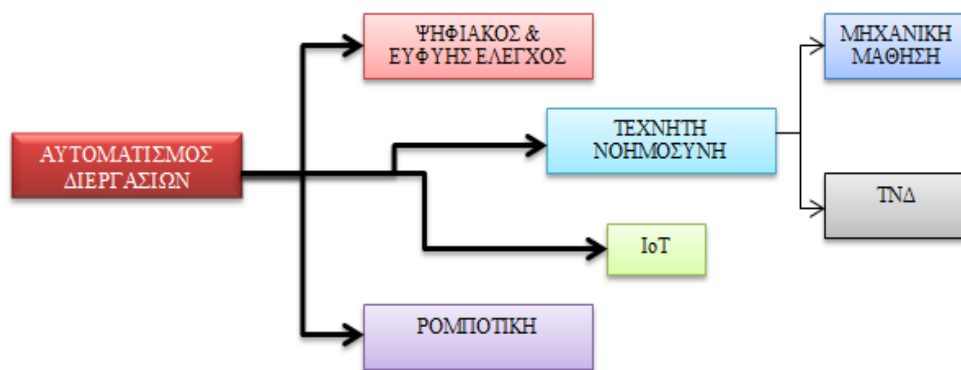 ΨΗΦΙΑΚΟΣ &
ΕΥΦΥΗΣ ΕΛΕΓΧΟΣ
ΜΗΧΑΝΙΚΗ
ΜΑΘΗΣΗ
ΤΕΧΝΗΤΗ
ΝΟΗΜΟΣΥΝΗ
ΑΥΤΟΜΑΤΙΣΜΟΣ
ΔΙΕΡΓΑΣΙΩΝ
ΤΝΔ
IoT
ΡΟΜΠΟΤΙΚΗ